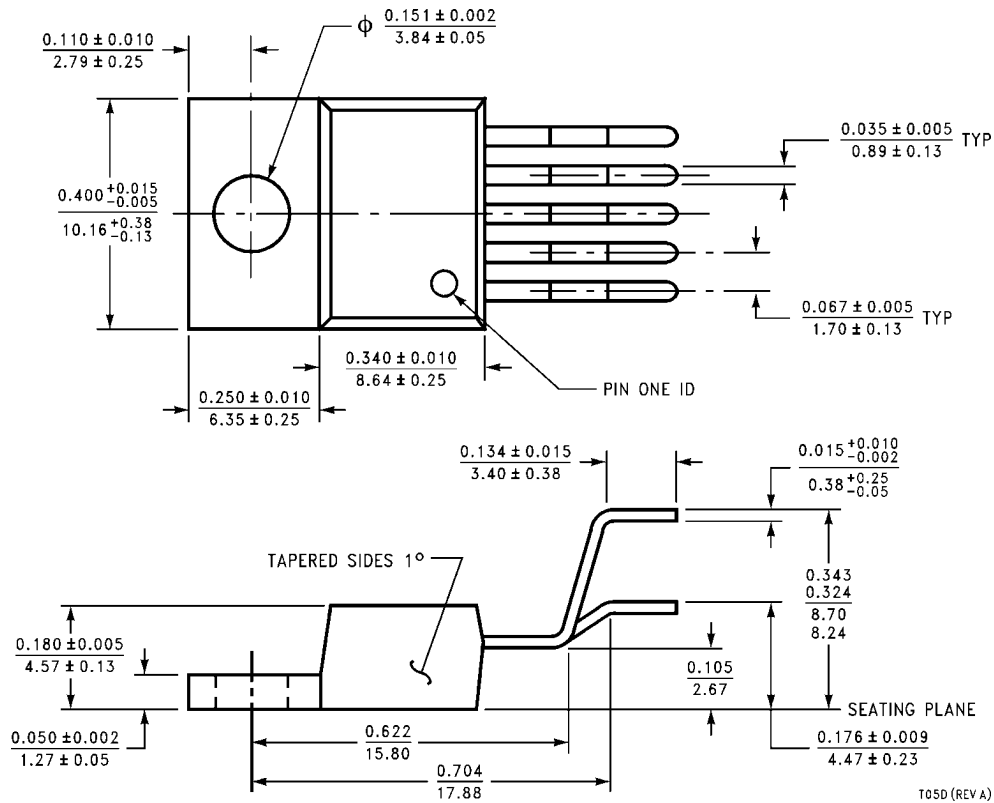 ϕ 0.151 ± 0.002
3.84 ± 0.05
0.110 ± 0.010
2.79 ± 0.25
0.035 ± 0.005 TYP
0.89 ± 0.13
0.400 +0.015 -0.005
10.16 +0.38 -0.13
0.067 ± 0.005 TYP
1.70 ± 0.13
0.340 ± 0.010
8.64 ± 0.25
PIN ONE ID
0.250 ± 0.010
6.35 ± 0.25
0.134 ± 0.015
3.40 ± 0.38
0.015 +0.010 -0.002
0.38 +0.25 -0.05
TAPERED SIDES 1°
0.343
0.324
8.70
8.24
0.180 ± 0.005
4.57 ± 0.13
0.105
2.67
SEATING PLANE
0.050 ± 0.002
1.27 ± 0.05
0.622
15.80
0.176 ± 0.009
4.47 ± 0.23
0.704
17.88
T05D (REV A)